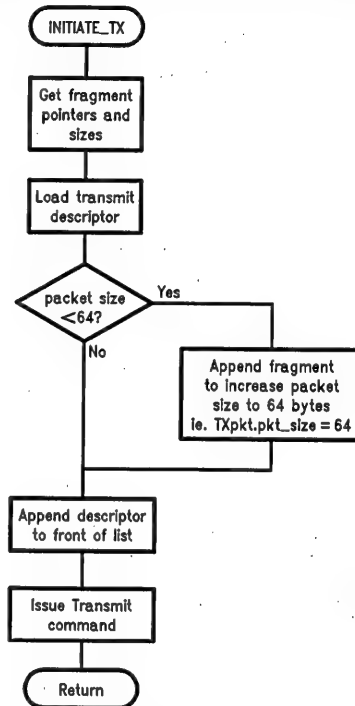 INITIATE_TX
Get fragment
pointers and
sizes
Load transmit
descriptor
packet size
<64?
Yes
No
Append fragment
to increase packet
size to 64 bytes
ie. TXpkt.pkt_size = 64
Append descriptor
to front of list
Issue Transmit
command
Return